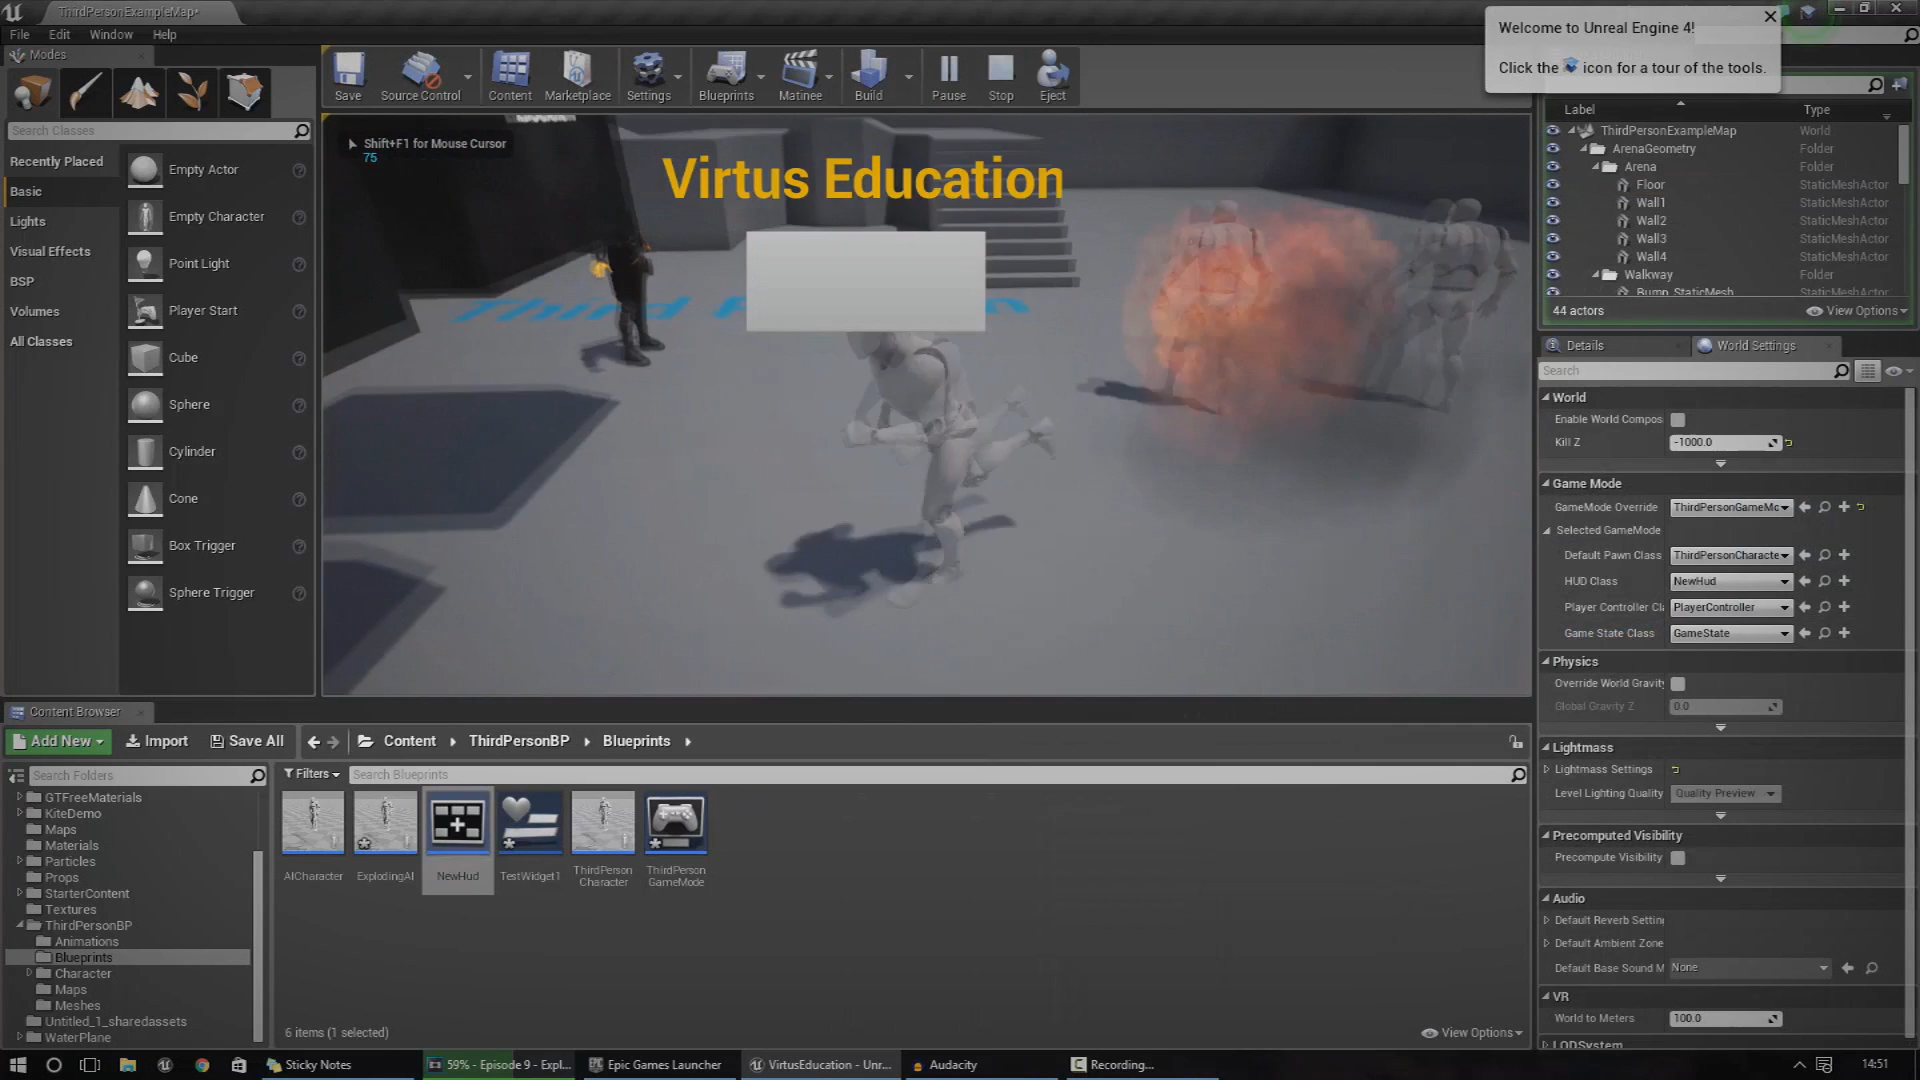 ThirdPersonExampleMap*
File Edit Window Help
Modes
Search Classes
Recently Placed
Basic
Lights
Visual Effects
BSP
Volumes
All Classes
Empty Actor
Empty Character
Point Light
Player Start
Cube
Sphere
Cylinder
Cone
Box Trigger
Sphere Trigger
Save
Source Control
Content
Marketplace
Settings
Blueprints
Matinee
Build
Pause
Stop
Eject
Shift+F1 for Mouse Cursor
75
Virtus Education
Welcome to Unreal Engine 4!
Click the icon for a tour of the tools.
Label Type
ThirdPersonExampleMap World
ArenaGeometry Folder
Arena Folder
Floor StaticMeshActor
Wall1 StaticMeshActor
Wall2 StaticMeshActor
Wall3 StaticMeshActor
Wall4 StaticMeshActor
Walkway Folder
Bump_StaticMesh StaticMeshActor
44 actors View Options
Details
World Settings
Search
World
Enable World Compos
Kill Z -1000.0
Game Mode
GameMode Override ThirdPersonGameMo
Selected GameMode
Default Pawn Class ThirdPersonCharacte
HUD Class NewHud
Player Controller Cl PlayerController
Game State Class GameState
Physics
Override World Gravit
Global Gravity Z 0.0
Lightmass
Lightmass Settings
Level Lighting Quality Quality Preview
Precomputed Visibility
Precompute Visibility
Audio
Default Reverb Settin
Default Ambient Zone
Default Base Sound M None
VR
World to Meters 100.0
LODSystem
Content Browser
Add New Import Save All Content ThirdPersonBP Blueprints
Search Folders
Filters Search Blueprints
GTFreeMaterials
KiteDemo
Maps
Materials
Particles
Props
StarterContent
Textures
ThirdPersonBP
Animations
Blueprints
Character
Maps
Meshes
Untitled_1_sharedassets
WaterPlane
AICharacter
ExplodingAI
NewHud
TestWidget1
ThirdPerson
Character
ThirdPerson
GameMode
6 items (1 selected) View Options
Sticky Notes
59% - Episode 9 - Expl...
Epic Games Launcher
VirtusEducation - Unr...
Audacity
Recording...
14:51